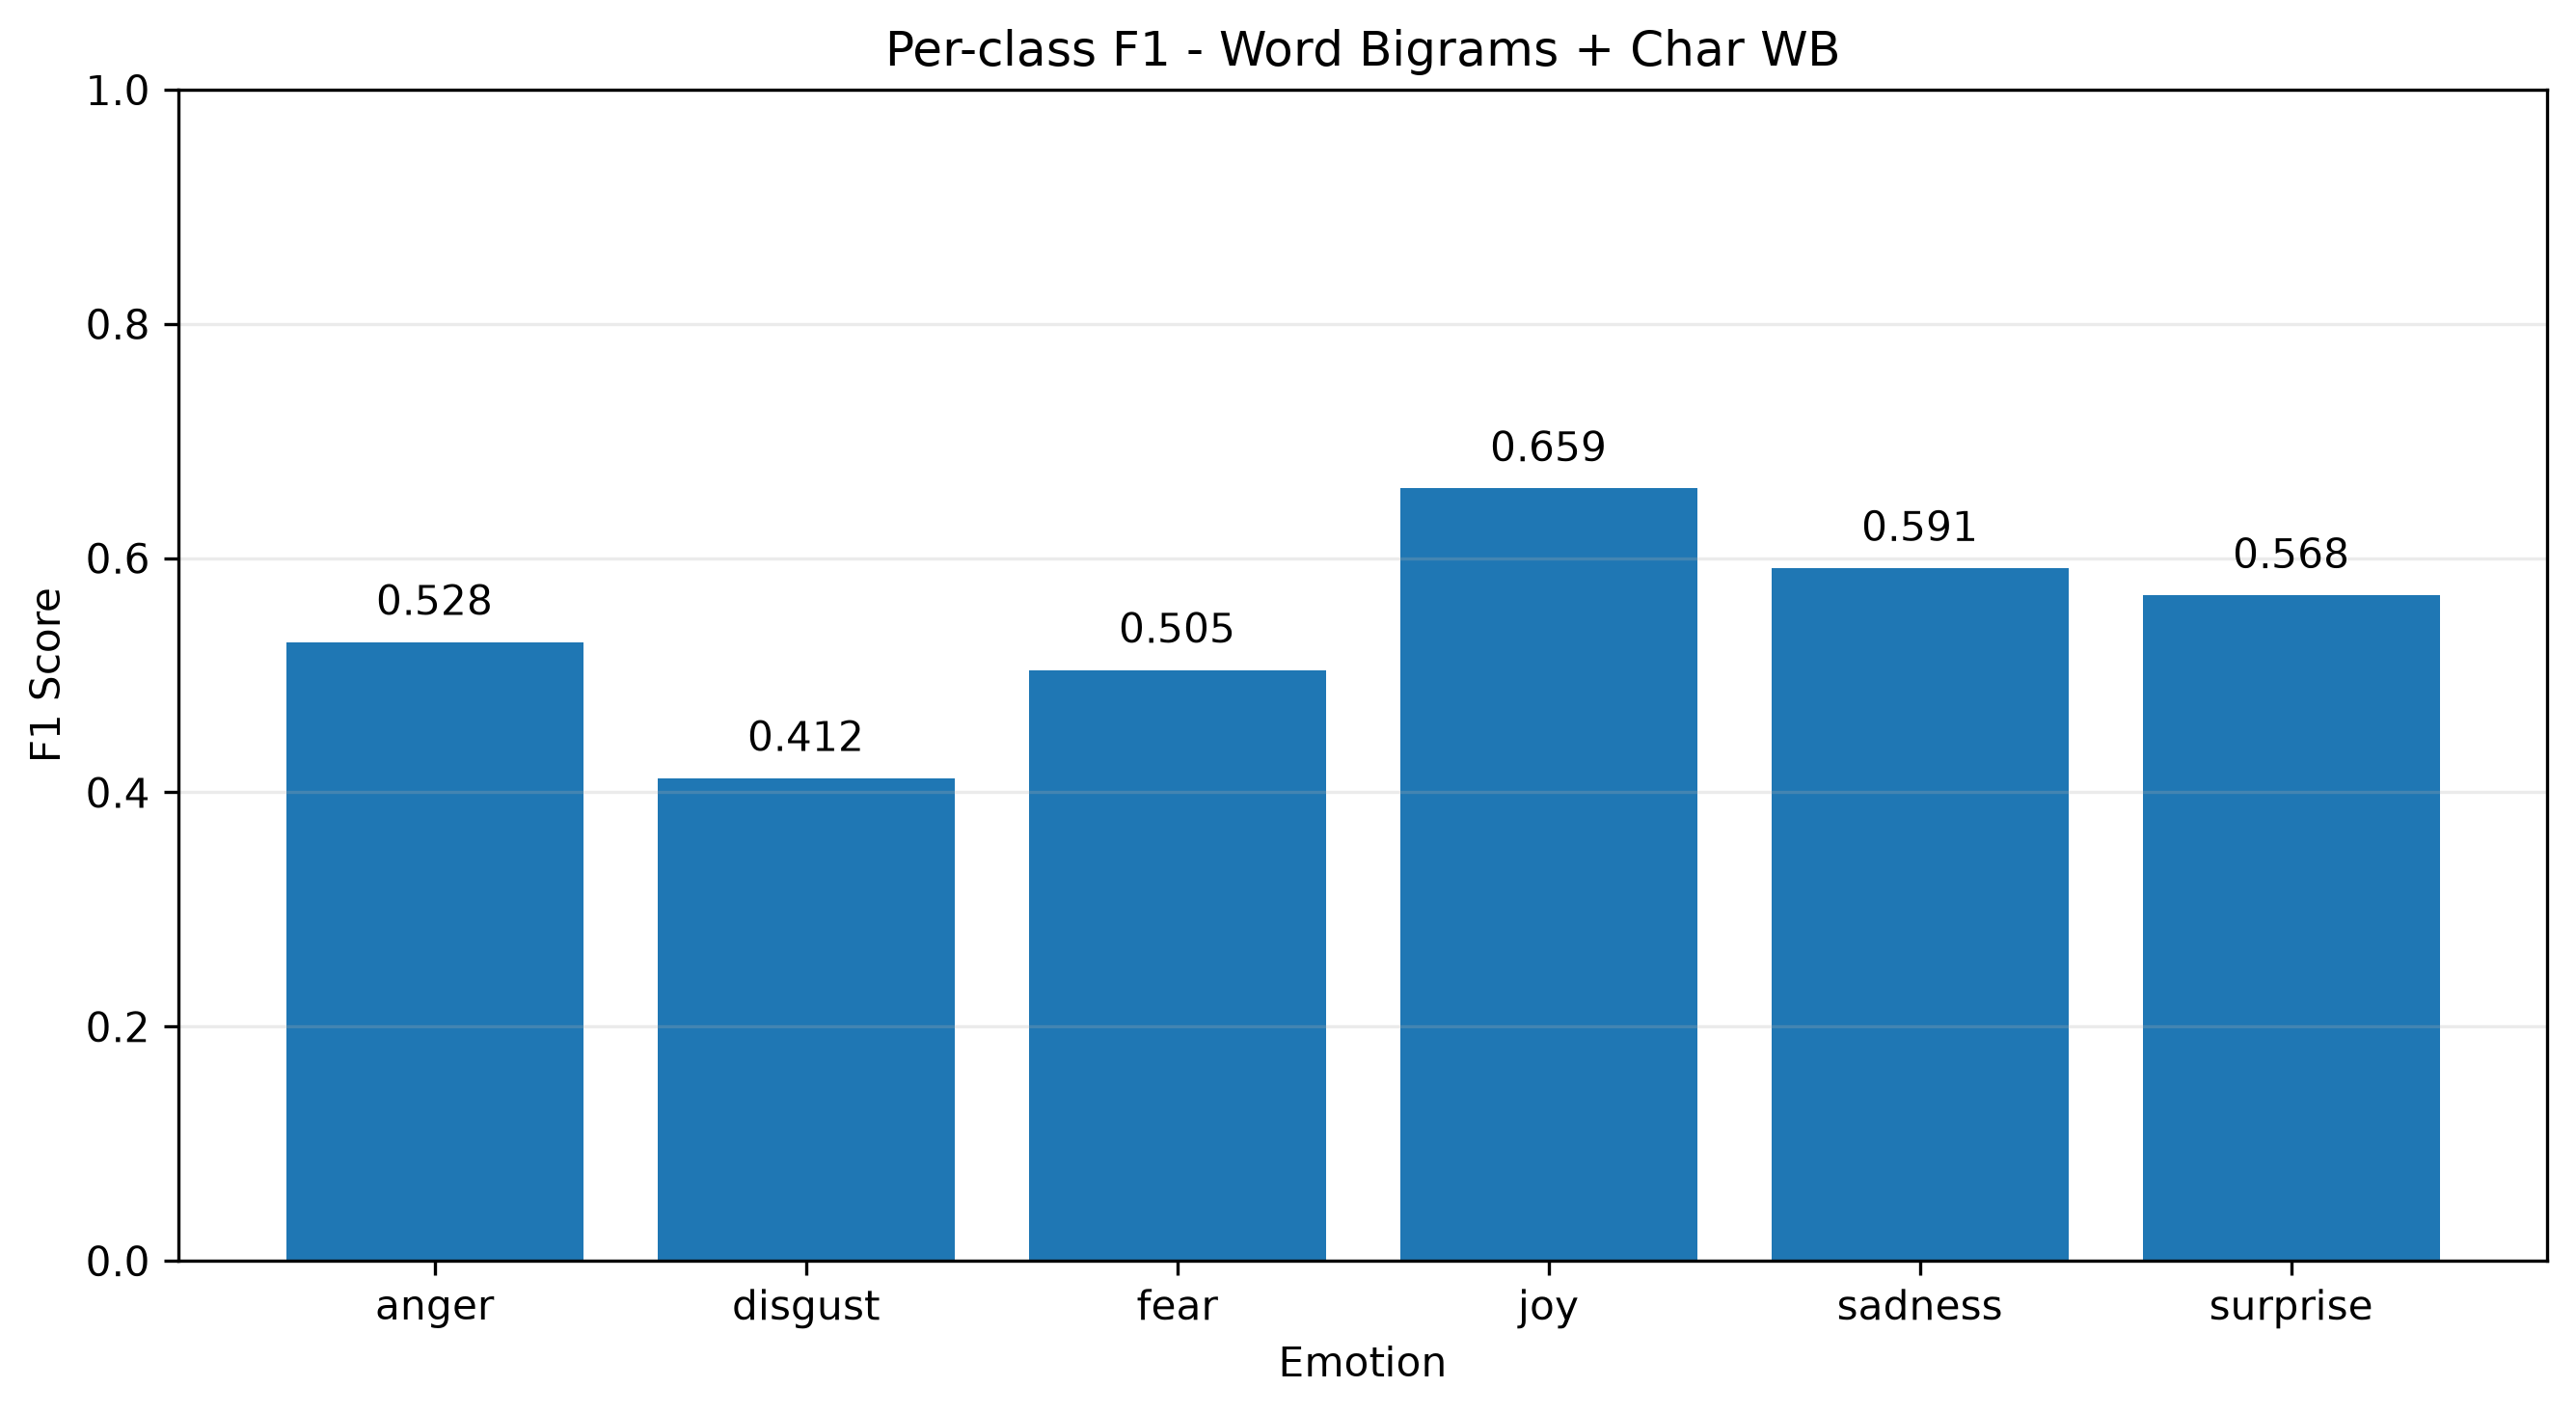 Per-class F1 - Word Bigrams + Char WB
1.0
0.8
0.6
0.4
0.2
0.0
F1 Score
0.528
0.412
0.505
0.659
0.591
0.568
anger
disgust
fear
joy
sadness
surprise
Emotion